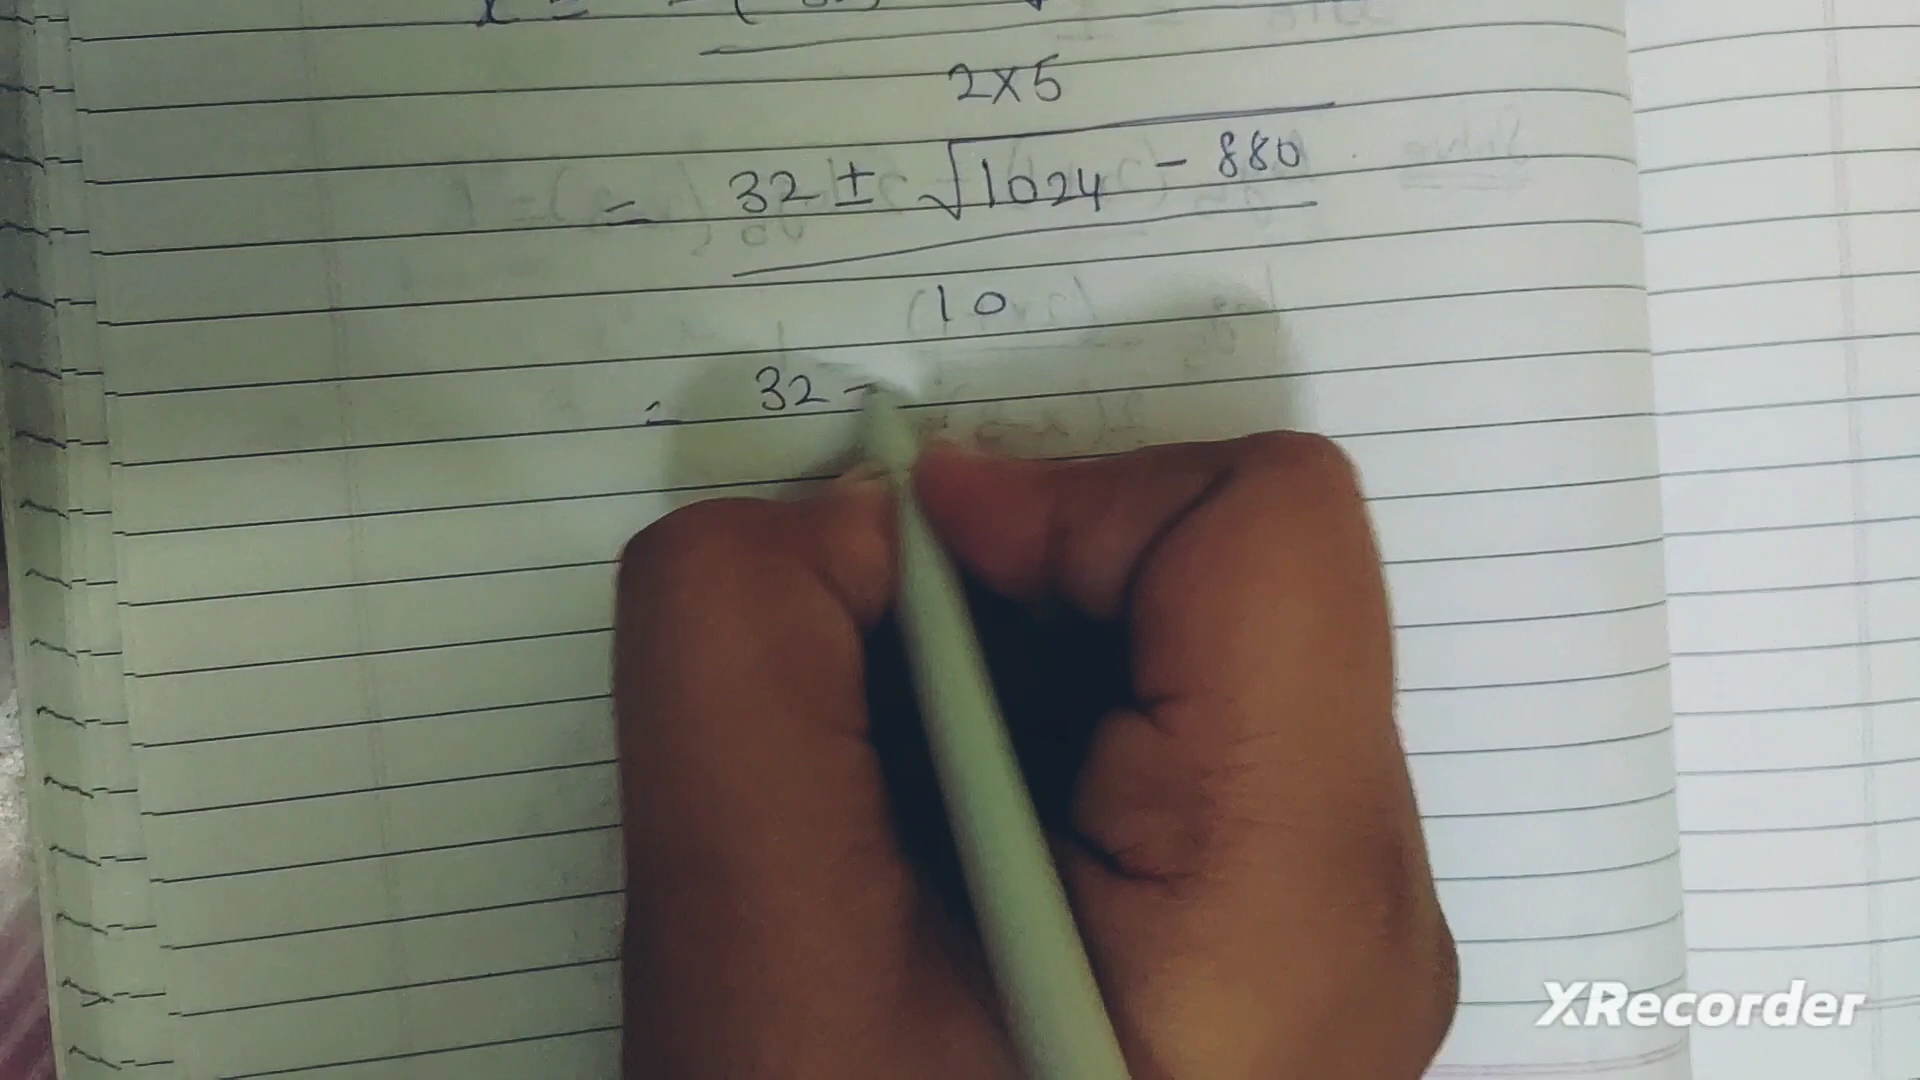 2×5
= 32 ± √1024 - 880
10
= 32 -
XRecorder